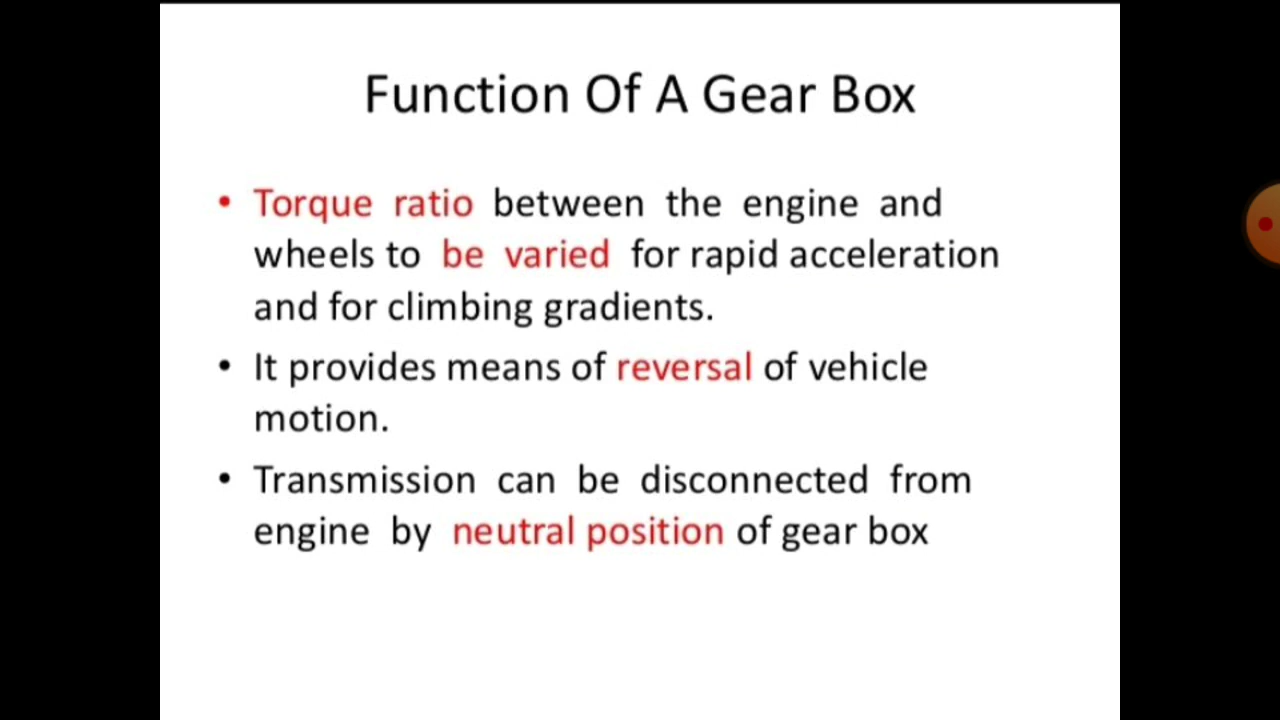 Function Of A Gear Box
• Torque ratio between the engine and
wheels to be varied for rapid acceleration
and for climbing gradients.
• It provides means of reversal of vehicle
motion.
• Transmission can be disconnected from
engine by neutral position of gear box